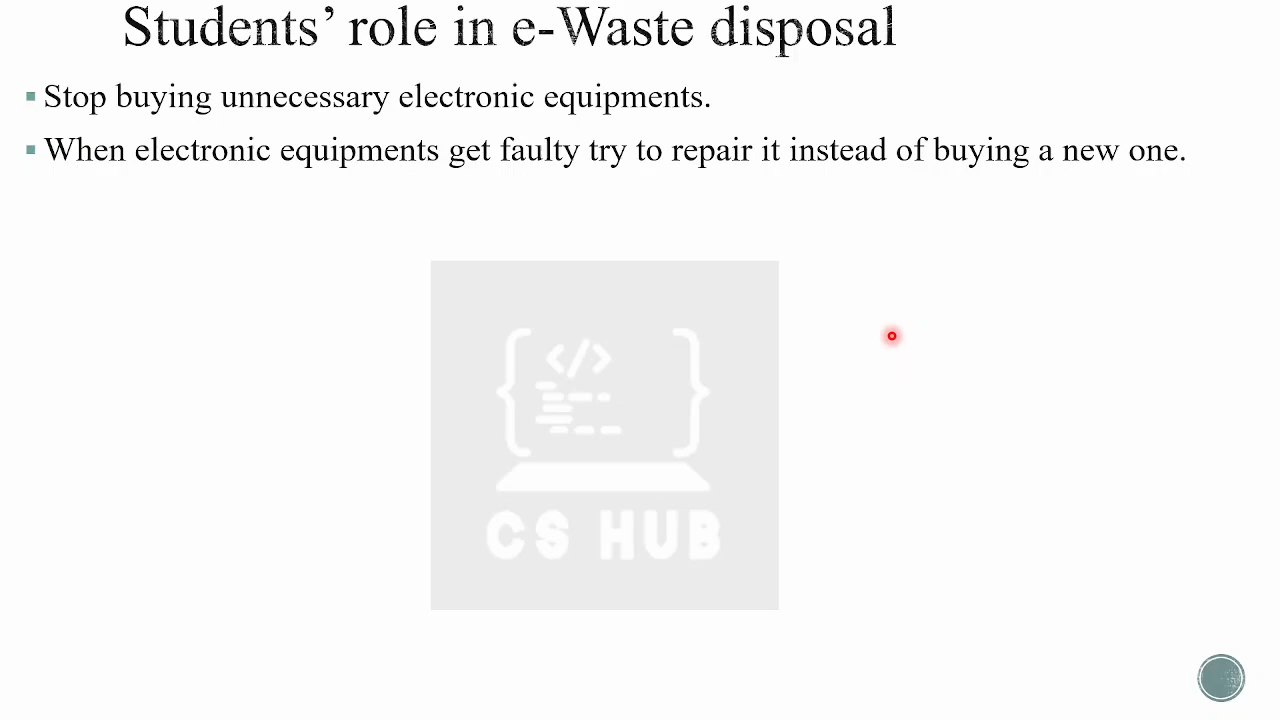 Students’ role in e-Waste disposal
Stop buying unnecessary electronic equipments.
When electronic equipments get faulty try to repair it instead of buying a new one.
</>
CS HUB